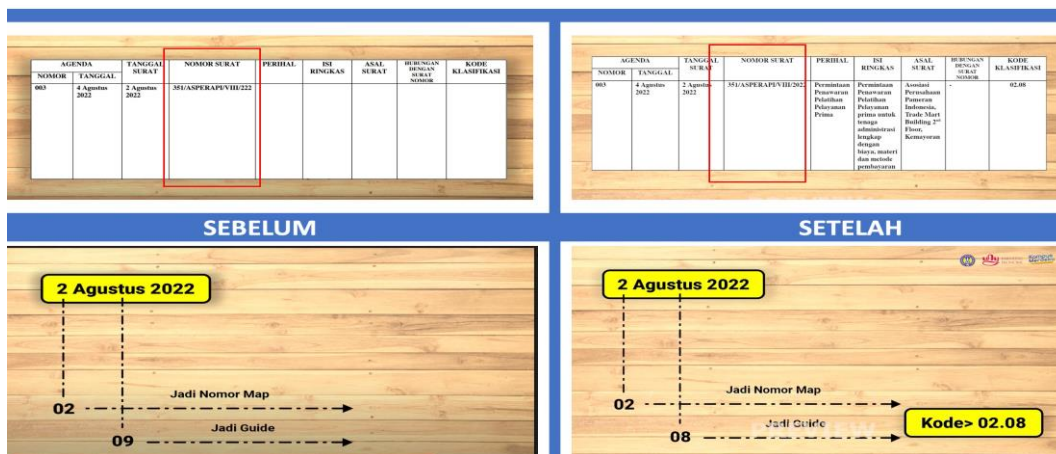 AGENDA
TANGGAL SURAT
NOMOR SURAT
PERIHAL
ISI RINGKAS
ASAL SURAT
HUBUNGAN DENGAN SURAT NOMOR
KODE KLASIFIKASI
NOMOR
TANGGAL
003
4 Agustus 2022
2 Agustus 2022
351/ASPERAPI/VIII/222
AGENDA
TANGGAL SURAT
NOMOR SURAT
PERIHAL
ISI RINGKAS
ASAL SURAT
HUBUNGAN DENGAN SURAT NOMOR
KODE KLASIFIKASI
NOMOR
TANGGAL
003
4 Agustus 2022
2 Agustus 2022
351/ASPERAPI/VIII/2022
Permintaan
Penawaran
Pelatihan
Pelayanan
Prima
Permintaan
Penawaran
Pelatihan
Pelayanan
prima untuk
tenaga
administrasi
lengkap
dengan
biaya, materi
dan metode
pembayaran
Asosiasi
Perusahaan
Pameran
Indonesia,
Trade Mart
Building 2nd
Floor,
Kemayoran
-
02.08
SEBELUM
SETELAH
2 Agustus 2022
02
Jadi Nomor Map
09
Jadi Guide
2 Agustus 2022
02
Jadi Nomor Map
08
Jadi Guide
Kode> 02.08